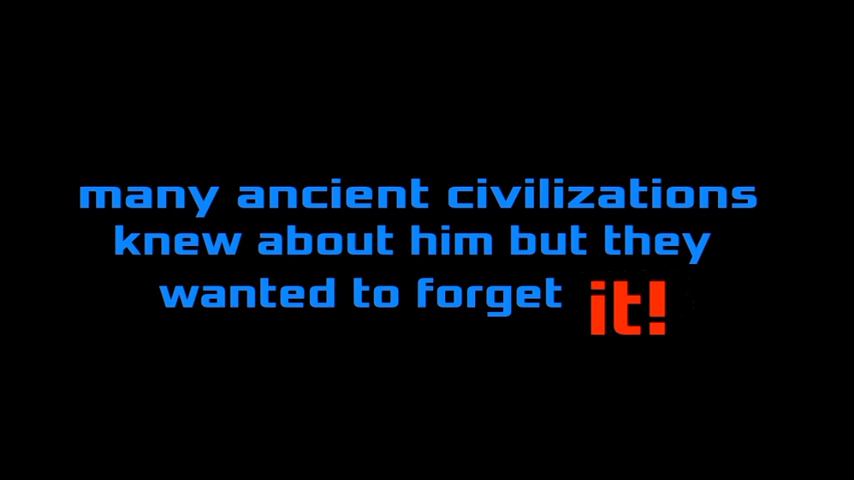 many ancient civilizations
knew about him but they
wanted to forget it!